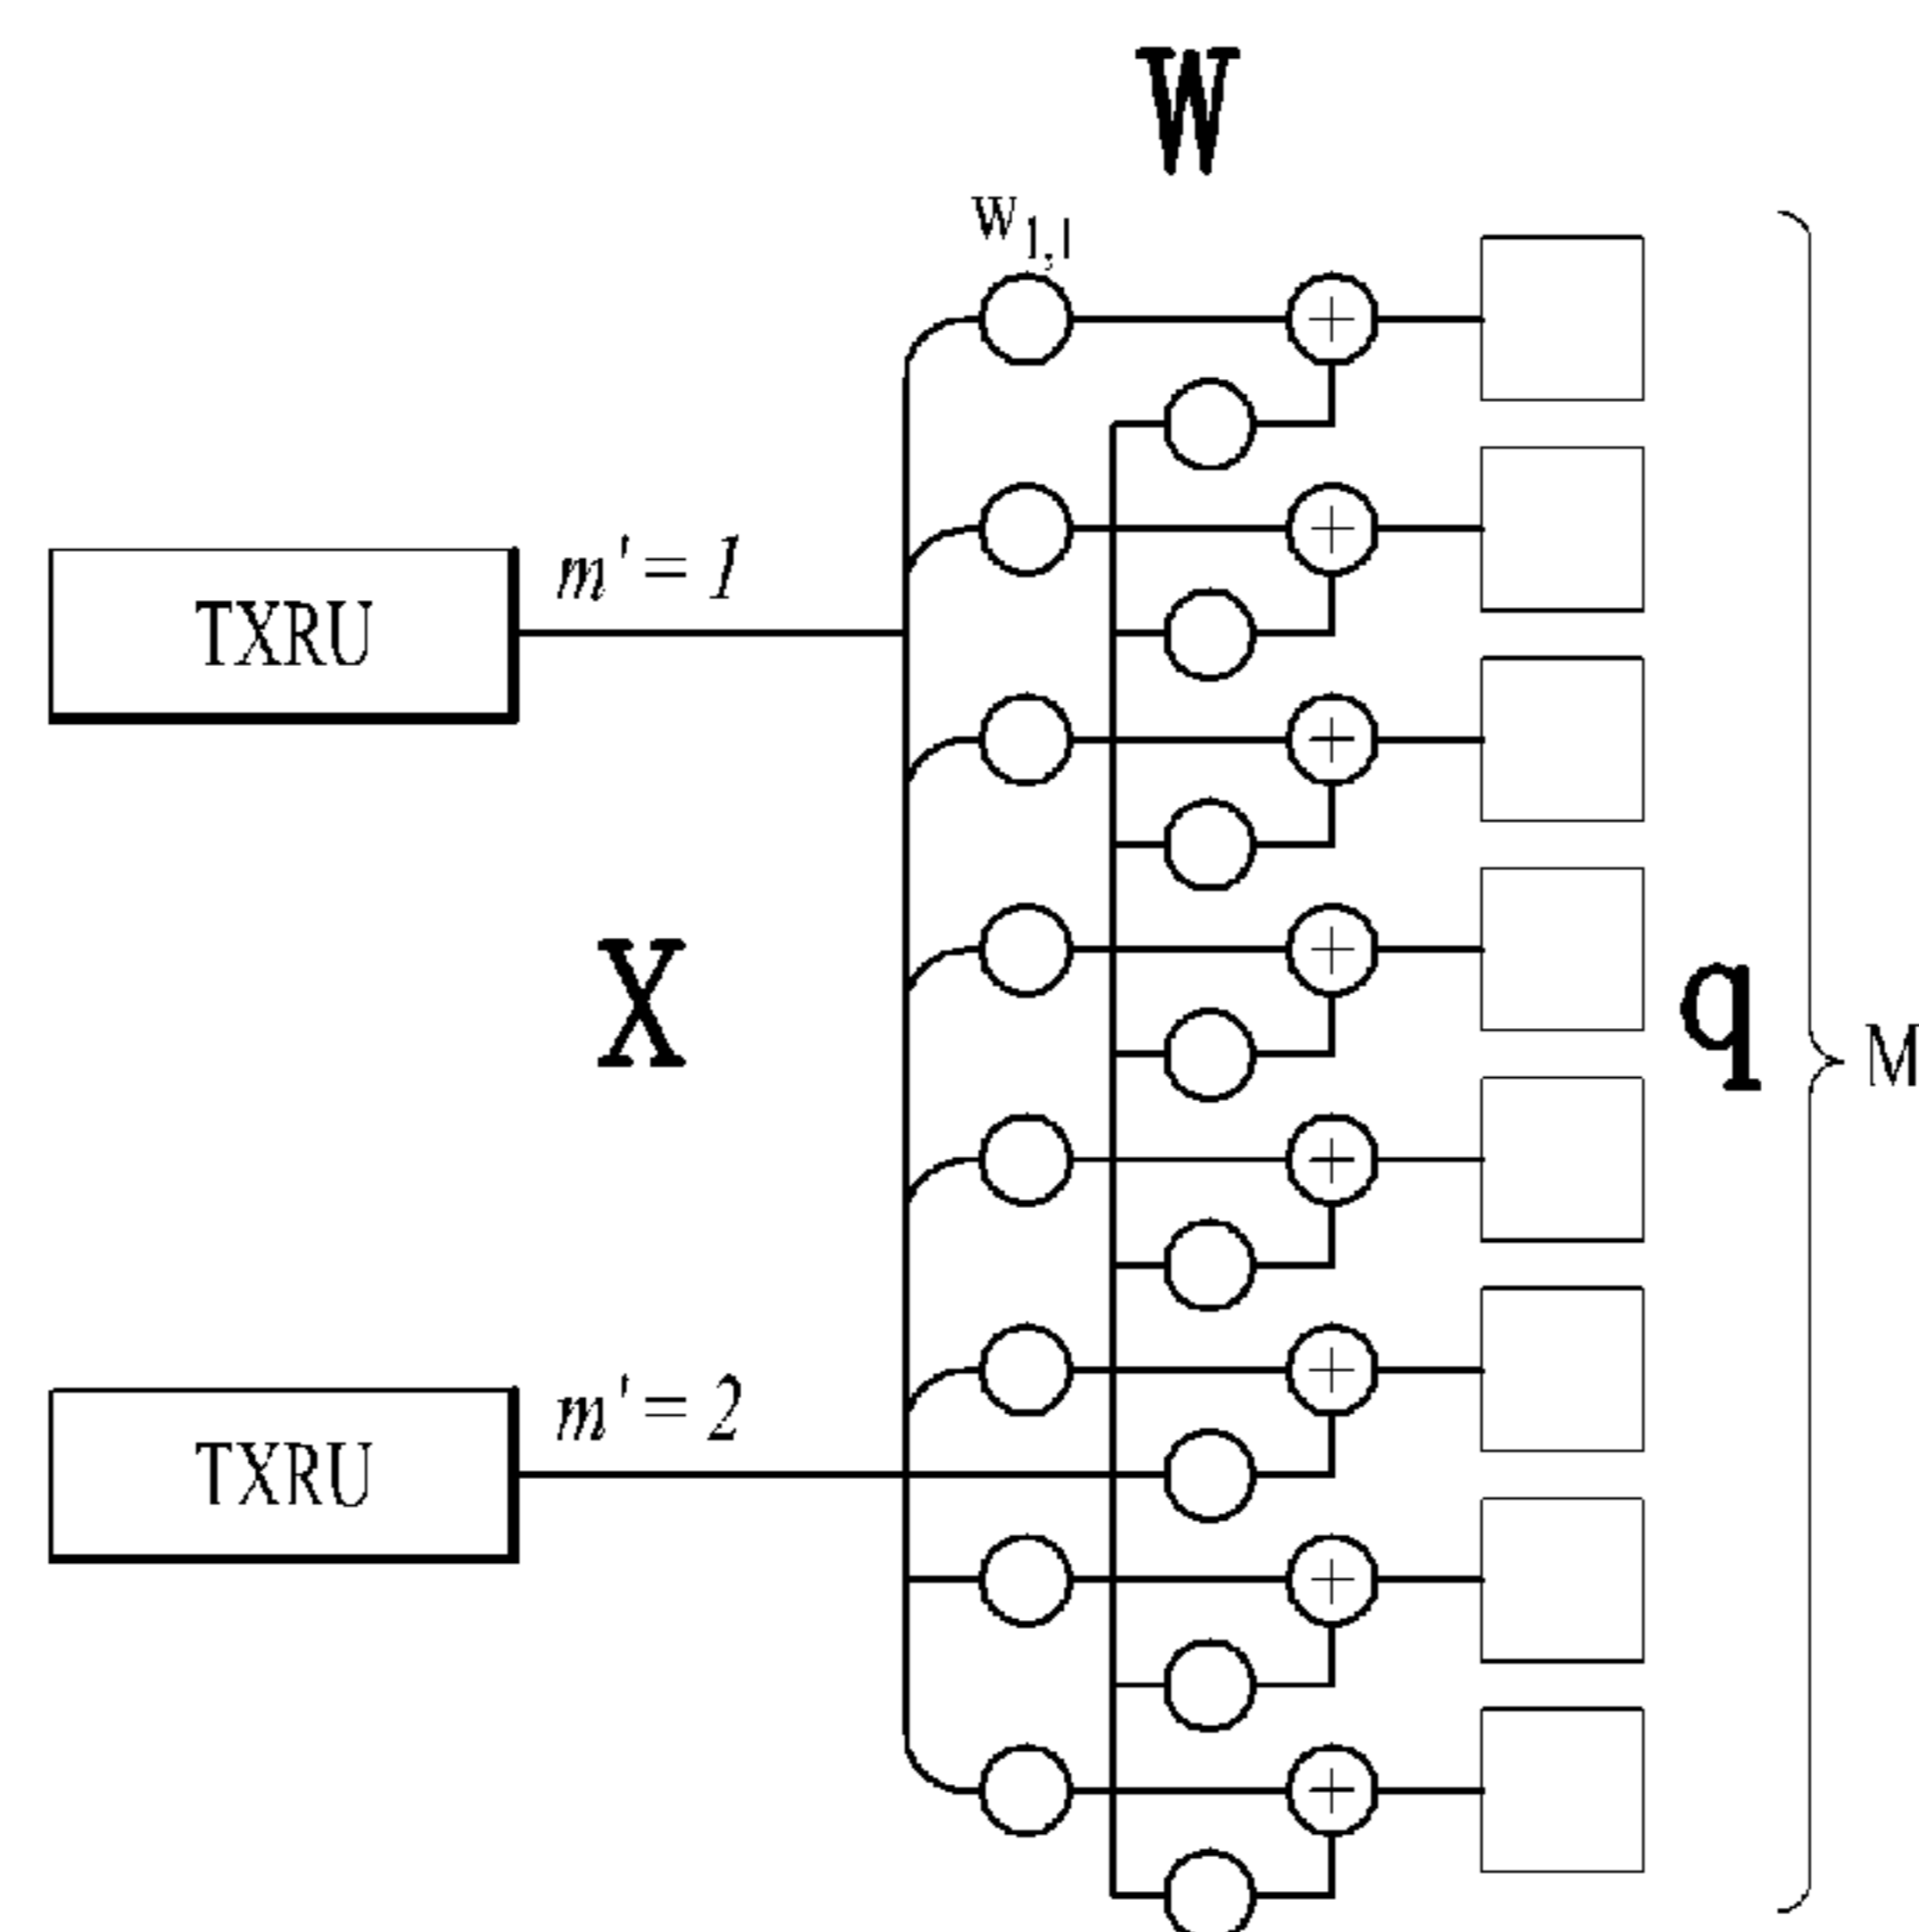 W
w1,1
m' = 1
TXRU
X
q
M
m' = 2
TXRU